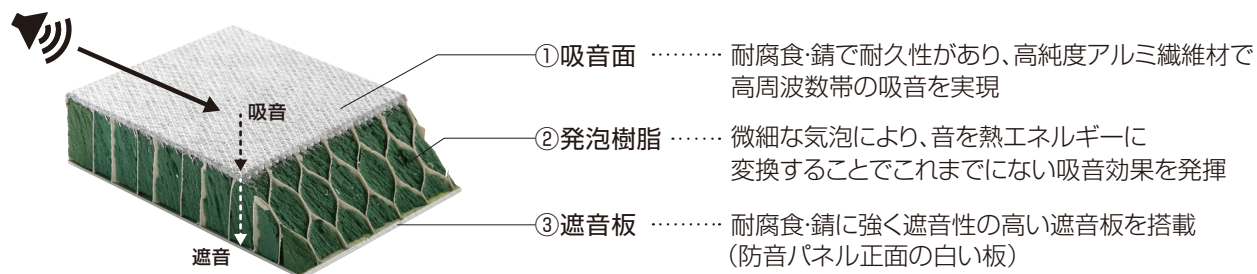 吸音
遮音
①吸音面 ………… 耐腐食・錆で耐久性があり、高純度アルミ繊維材で
高周波数帯の吸音を実現
②発泡樹脂 ……… 微細な気泡により、音を熱エネルギーに
変換することでこれまでにない吸音効果を発揮
③遮音板 ………… 耐腐食・錆に強く遮音性の高い遮音板を搭載
（防音パネル正面の白い板）